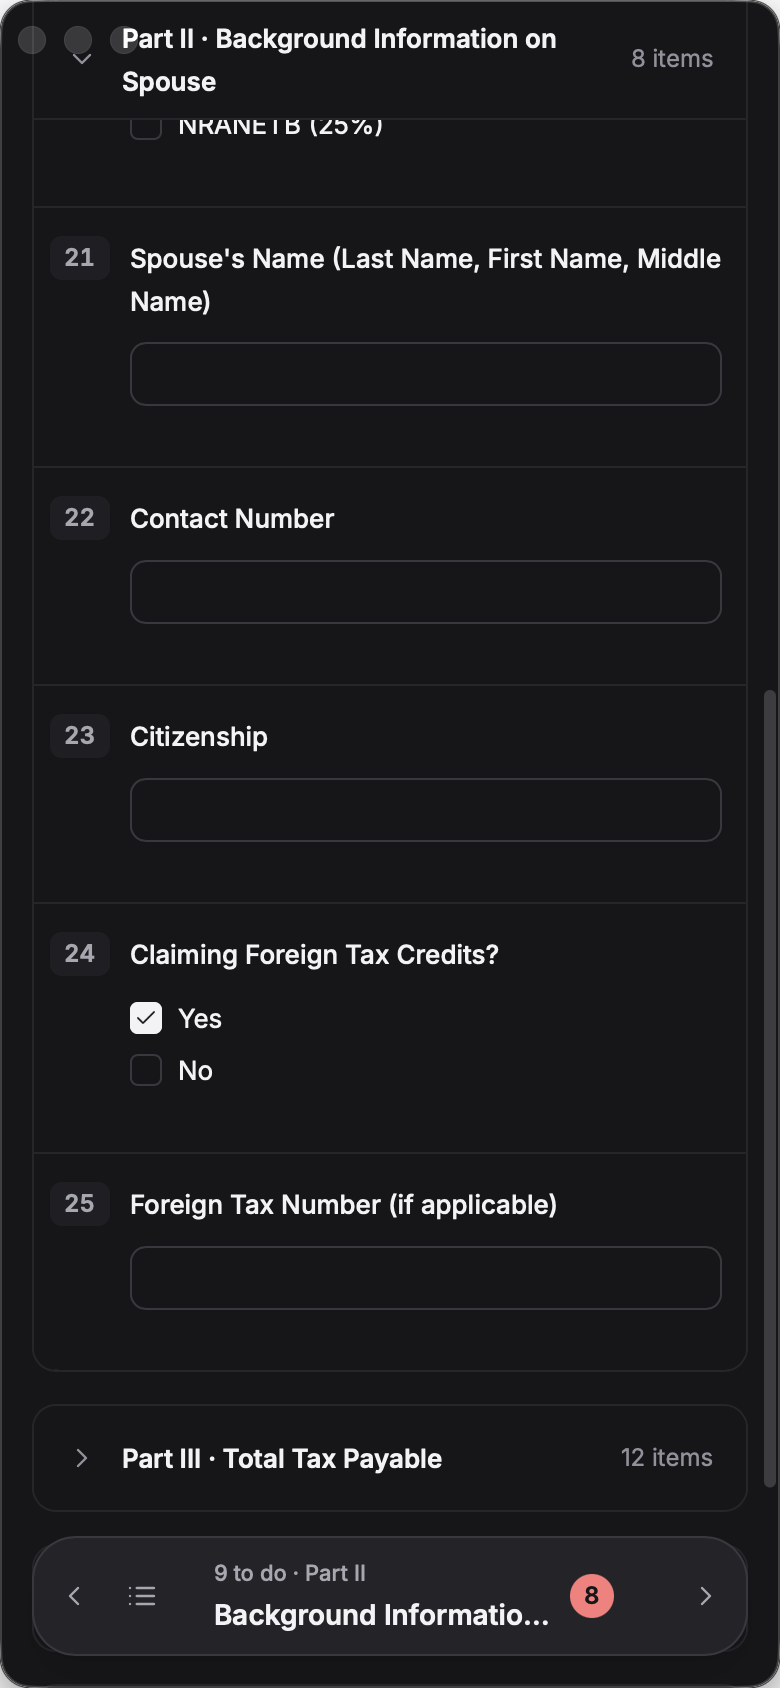 Part II · Background Information on
Spouse
8 items
NRANETB (25%)
21
Spouse's Name (Last Name, First Name, Middle
Name)
22
Contact Number
23
Citizenship
24
Claiming Foreign Tax Credits?
Yes
No
25
Foreign Tax Number (if applicable)
Part III · Total Tax Payable
12 items
9 to do · Part II
Background Informatio...
8